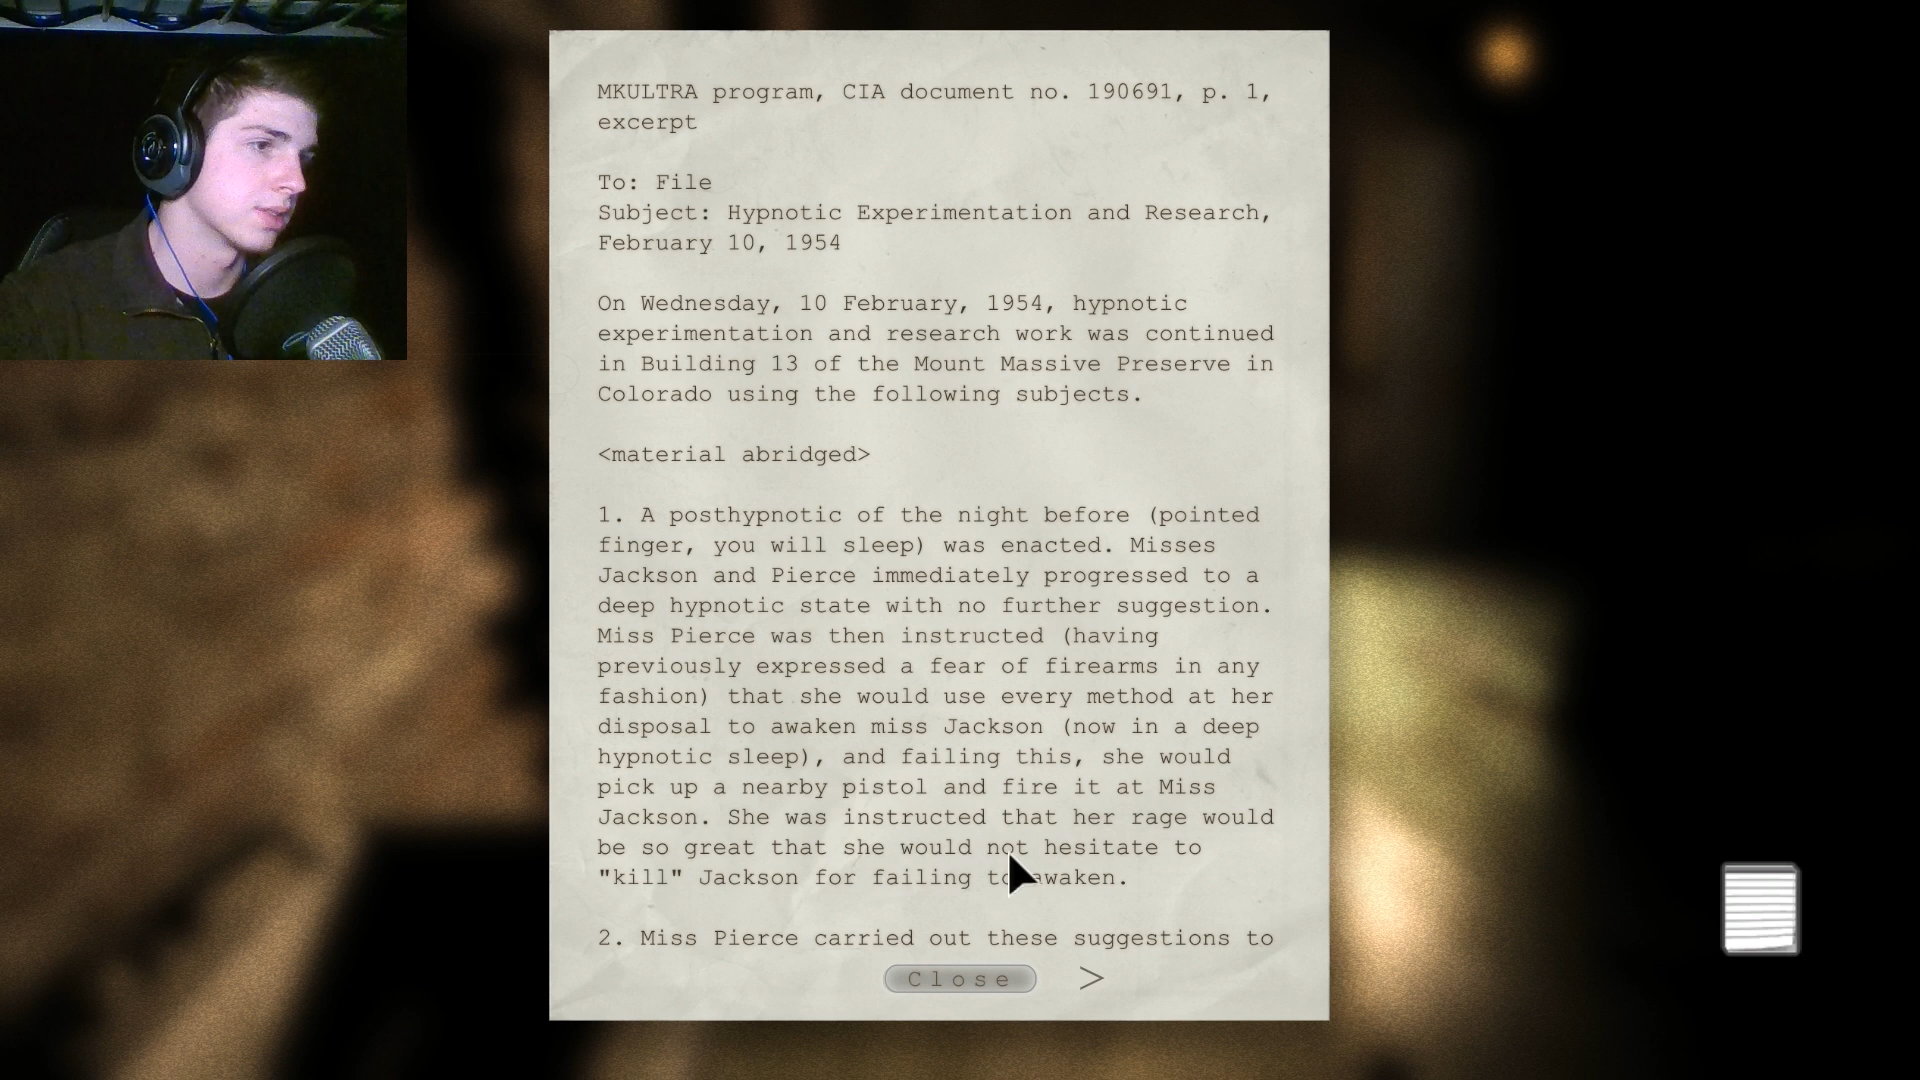 MKULTRA program, CIA document no. 190691, p. 1,
excerpt
To: File
Subject: Hypnotic Experimentation and Research,
February 10, 1954
On Wednesday, 10 February, 1954, hypnotic
experimentation and research work was continued
in Building 13 of the Mount Massive Preserve in
Colorado using the following subjects.
<material abridged>
1. A posthypnotic of the night before (pointed
finger, you will sleep) was enacted. Misses
Jackson and Pierce immediately progressed to a
deep hypnotic state with no further suggestion.
Miss Pierce was then instructed (having
previously expressed a fear of firearms in any
fashion) that she would use every method at her
disposal to awaken miss Jackson (now in a deep
hypnotic sleep), and failing this, she would
pick up a nearby pistol and fire it at Miss
Jackson. She was instructed that her rage would
be so great that she would not hesitate to
"kill" Jackson for failing to awaken.
2. Miss Pierce carried out these suggestions to
Close >